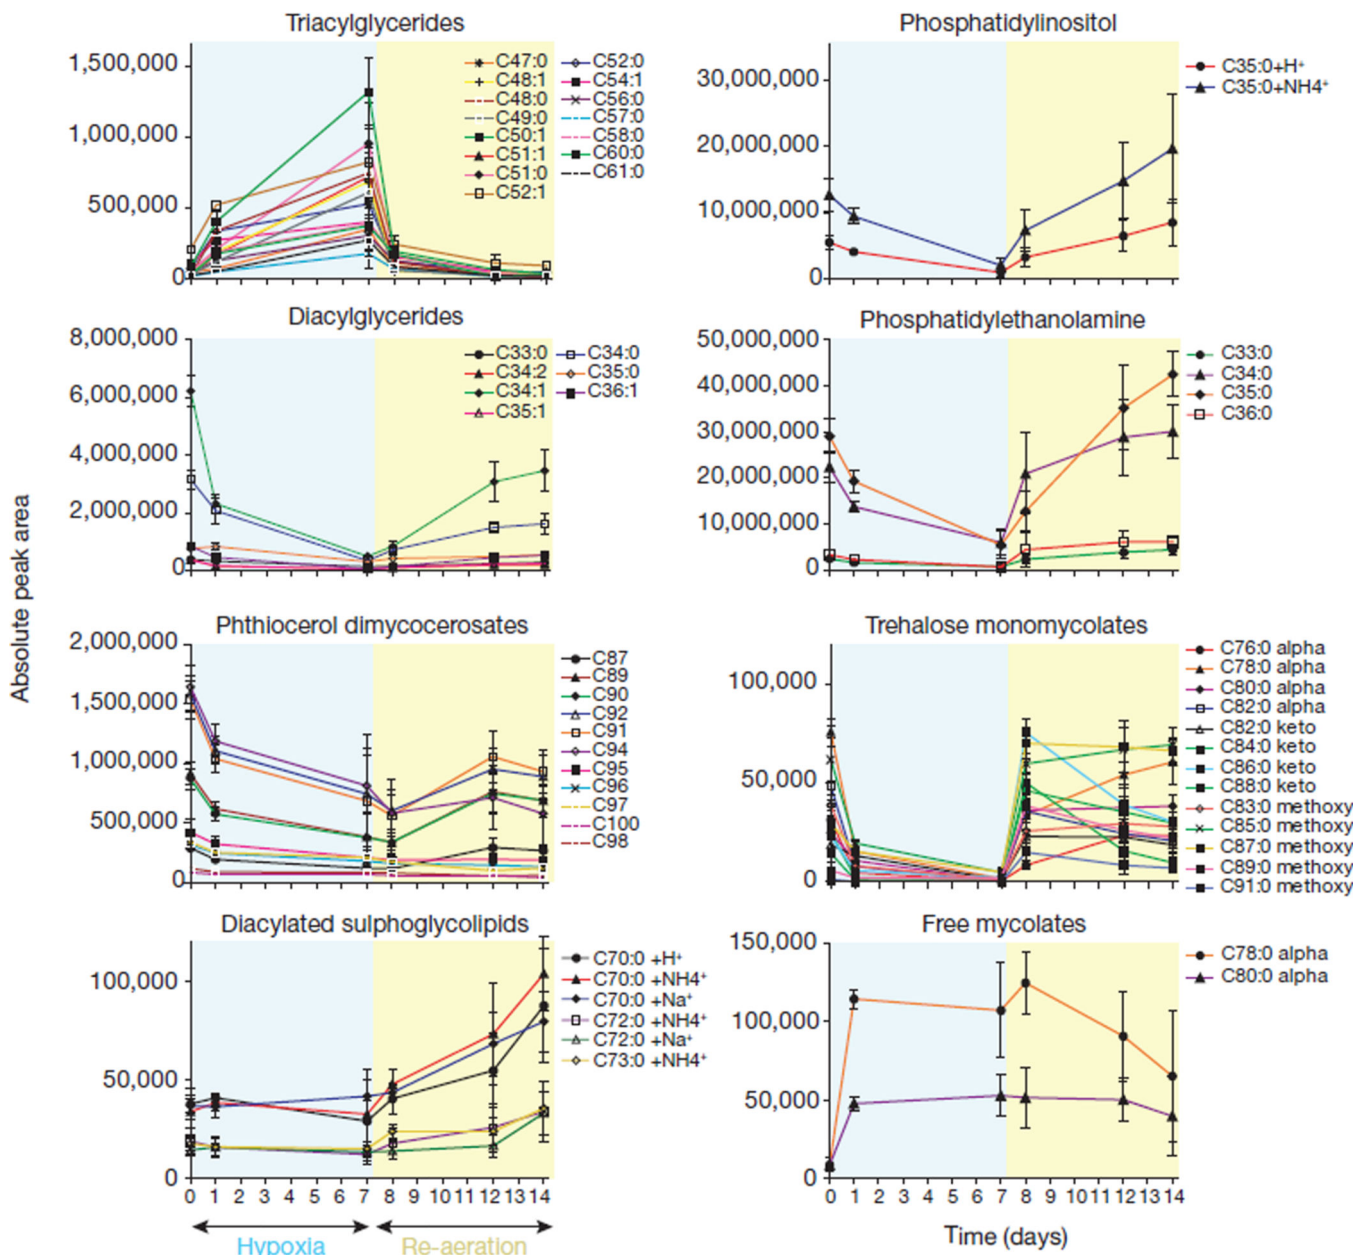 Absolute peak area
Triacylglycerides
1,500,000
1,000,000
500,000
0
C47:0
C48:1
C48:0
C49:0
C50:1
C51:1
C51:0
C52:1
C52:0
C54:1
C56:0
C57:0
C58:0
C60:0
C61:0
Phosphatidylinositol
30,000,000
20,000,000
10,000,000
0
C35:0+H⁺
C35:0+NH4⁺
Diacylglycerides
8,000,000
6,000,000
4,000,000
2,000,000
0
C33:0
C34:2
C34:1
C35:1
C34:0
C35:0
C36:1
Phosphatidylethanolamine
50,000,000
40,000,000
30,000,000
20,000,000
10,000,000
0
C33:0
C34:0
C35:0
C36:0
Phthiocerol dimycocerosates
2,000,000
1,500,000
1,000,000
500,000
0
C87
C89
C90
C92
C91
C94
C95
C96
C97
C100
C98
Trehalose monomycolates
100,000
50,000
0
C76:0 alpha
C78:0 alpha
C80:0 alpha
C82:0 alpha
C82:0 keto
C84:0 keto
C86:0 keto
C88:0 keto
C83:0 methoxy
C85:0 methoxy
C87:0 methoxy
C89:0 methoxy
C91:0 methoxy
Diacylated sulphoglycolipids
100,000
50,000
0
C70:0 +H⁺
C70:0 +NH4⁺
C70:0 +Na⁺
C72:0 +NH4⁺
C72:0 +Na⁺
C73:0 +NH4⁺
0 1 2 3 4 5 6 7 8 9 10 11 12 13 14
Hypoxia Re-aeration
Free mycolates
150,000
100,000
50,000
0
C78:0 alpha
C80:0 alpha
0 1 2 3 4 5 6 7 8 9 10 11 12 13 14
Time (days)